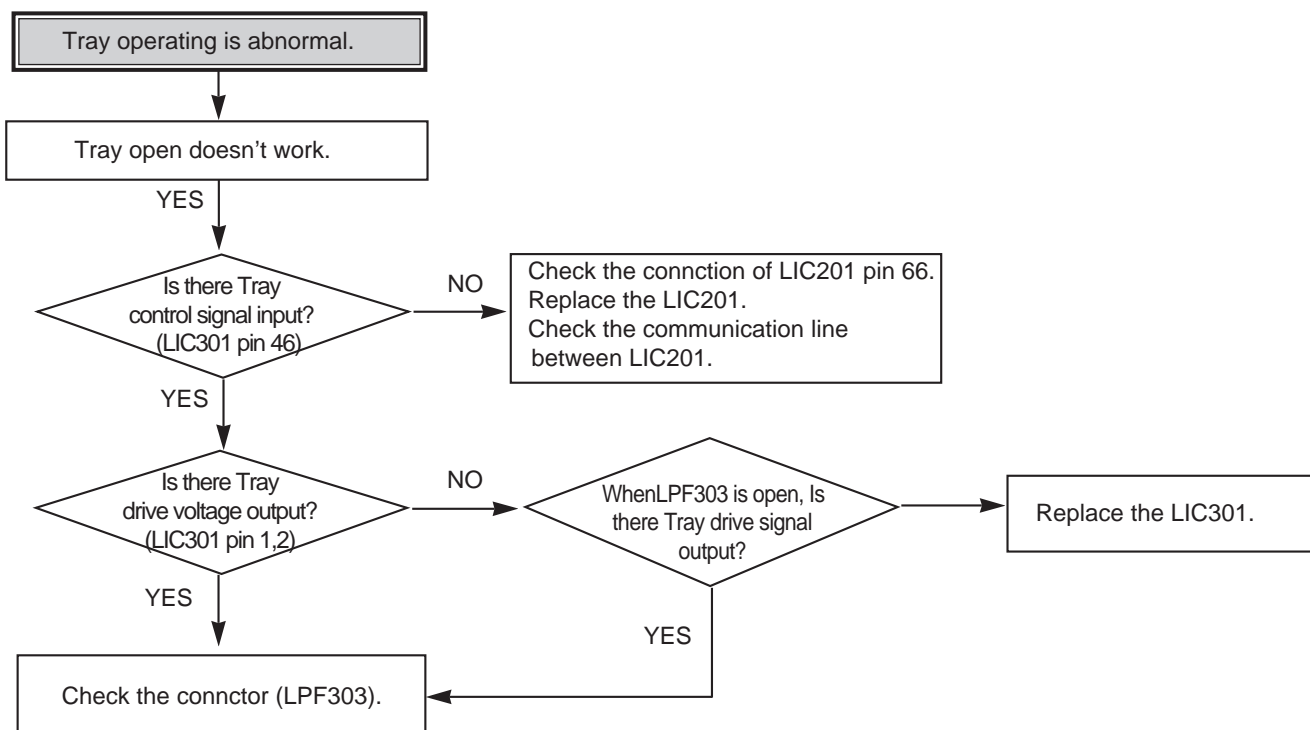 Tray operating is abnormal.
Tray open doesn't work.
YES
Is there Tray
control signal input?
(LIC301 pin 46)
NO
Check the connction of LIC201 pin 66.
Replace the LIC201.
Check the communication line
between LIC201.
YES
Is there Tray
drive voltage output?
(LIC301 pin 1,2)
NO
WhenLPF303 is open, Is
there Tray drive signal
output?
Replace the LIC301.
YES
YES
Check the connctor (LPF303).